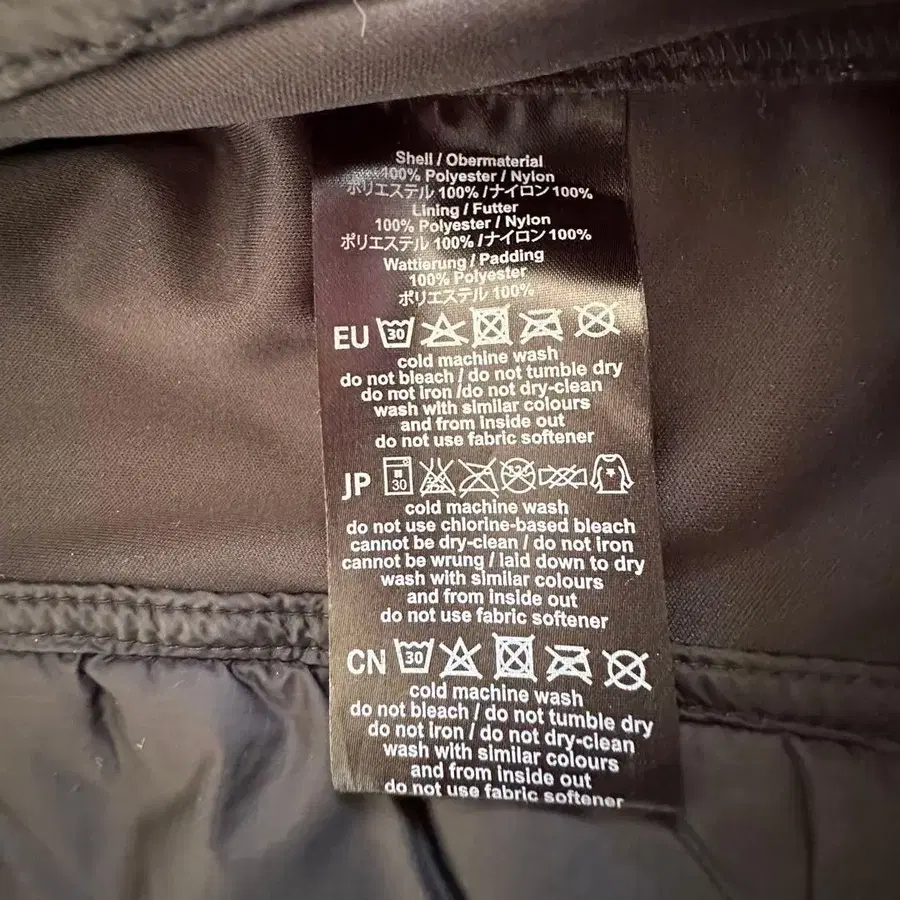 Shell / Obermaterial
100% Polyester / Nylon
ポリエステル 100% /ナイロン 100%
Lining / Futter
100% Polyester / Nylon
ポリエステル 100% /ナイロン 100%
Wattierung / Padding
100% Polyester
ポリエステル 100%
EU 30
cold machine wash
do not bleach / do not tumble dry
do not iron /do not dry-clean
wash with similar colours
and from inside out
do not use fabric softener
JP 30
cold machine wash
do not use chlorine-based bleach
cannot be dry-clean / do not iron
cannot be wrung / laid down to dry
wash with similar colours
and from inside out
do not use fabric softener
CN 30
cold machine wash
do not bleach / do not tumble dry
do not iron / do not dry-clean
wash with similar colours
and from inside out
do not use fabric softener